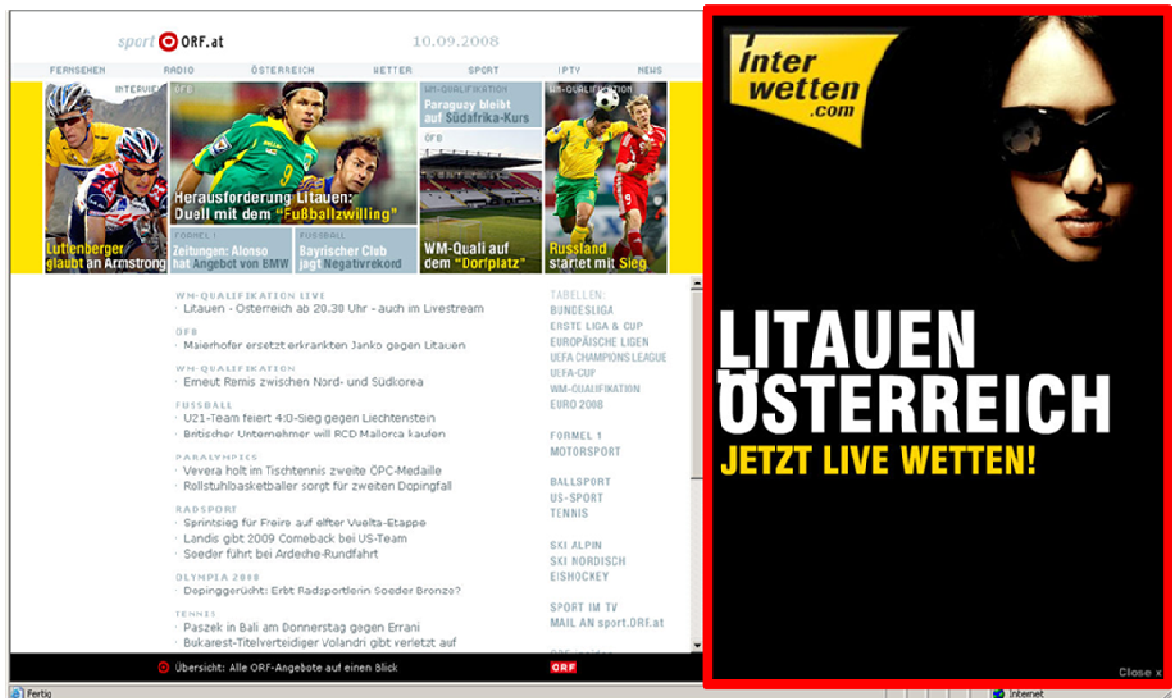 sport ORF.at
10.09.2008
FERNSEHEN RADIO ÖSTERREICH WETTER SPORT IPTV NEWS
INTERVIEW
Luttenberger
glaubt an Armstrong
ÖFB
Herausforderung Litauen:
Duell mit dem "Fußballzwilling"
FORMEL 1
Zeitungen: Alonso
hat Angebot von BMW
FUSSBALL
Bayrischer Club
jagt Negativrekord
WM-QUALIFIKATION
Paraguay bleibt
auf Südafrika-Kurs
ÖFB
WM-Quali auf
dem "Dorfplatz"
WM-QUALIFIKATION
Russland
startet mit Sieg
WM-QUALIFIKATION LIVE
· Litauen - Österreich ab 20.30 Uhr - auch im Livestream
ÖFB
· Maierhofer ersetzt erkrankten Janko gegen Litauen
WM-QUALIFIKATION
· Erneut Remis zwischen Nord- und Südkorea
FUSSBALL
· U21-Team feiert 4:0-Sieg gegen Liechtenstein
· Britischer Unternehmer will RCD Mallorca kaufen
PARALYMPICS
· Vevera holt im Tischtennis zweite ÖPC-Medaille
· Rollstuhlbasketballer sorgt für zweiten Dopingfall
RADSPORT
· Sprintsieg für Freire auf elfter Vuelta-Etappe
· Landis gibt 2009 Comeback bei US-Team
· Soeder führt bei Ardeche-Rundfahrt
OLYMPIA 2008
· Dopinggerücht: Erbt Radsportlerin Soeder Bronze?
TENNIS
· Paszek in Bali am Donnerstag gegen Errani
· Bukarest-Titelverteidiger Volandri gibt verletzt auf
TABELLEN:
BUNDESLIGA
ERSTE LIGA & CUP
EUROPÄISCHE LIGEN
UEFA CHAMPIONS LEAGUE
UEFA-CUP
WM-QUALIFIKATION
EURO 2008
FORMEL 1
MOTORSPORT
BALLSPORT
US-SPORT
TENNIS
SKI ALPIN
SKI NORDISCH
EISHOCKEY
SPORT IM TV
MAIL AN sport.ORF.at
Übersicht: Alle ORF-Angebote auf einen Blick
ORF
Fertig
Internet
inter
wetten
.com
LITAUEN
ÖSTERREICH
JETZT LIVE WETTEN!
Close x